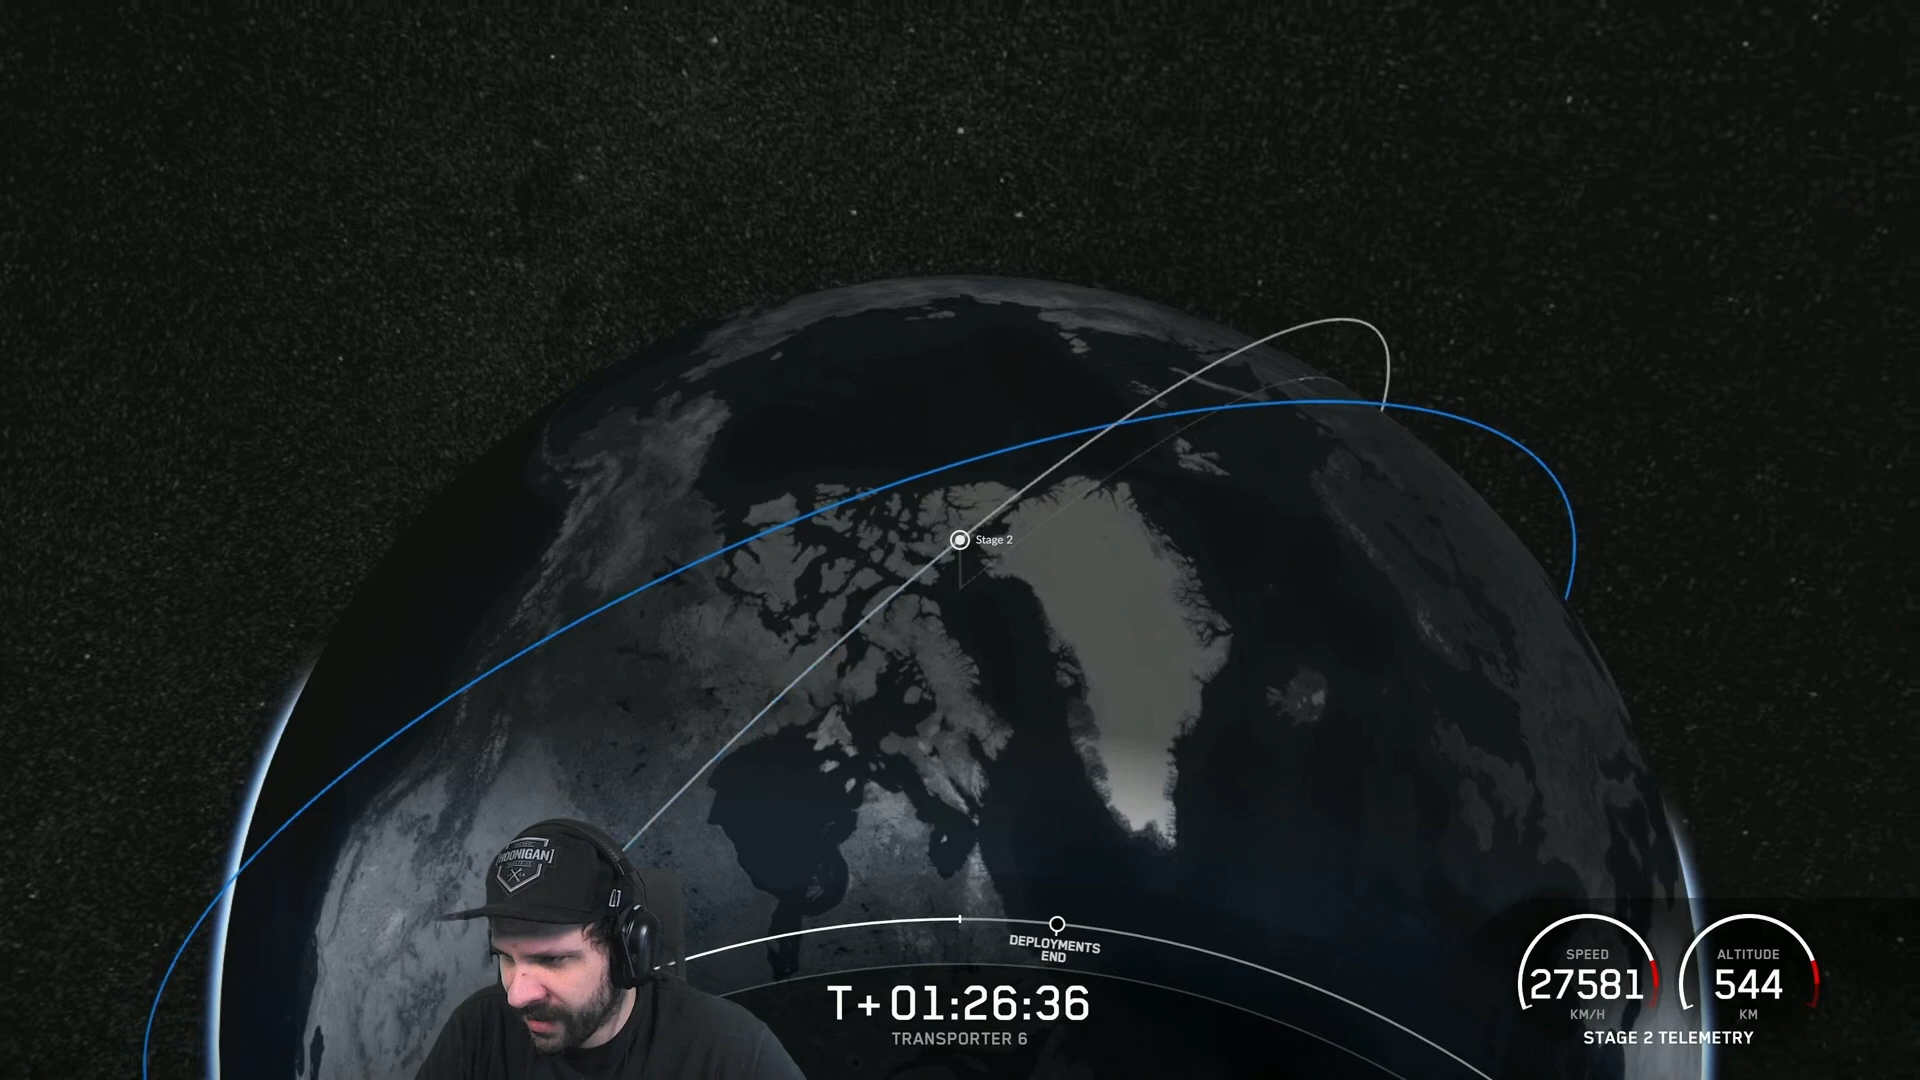 Stage 2
HOONIGAN
DEPLOYMENTS
END
T+01:26:36
TRANSPORTER 6
SPEED
27581
KM/H
ALTITUDE
544
KM
STAGE 2 TELEMETRY